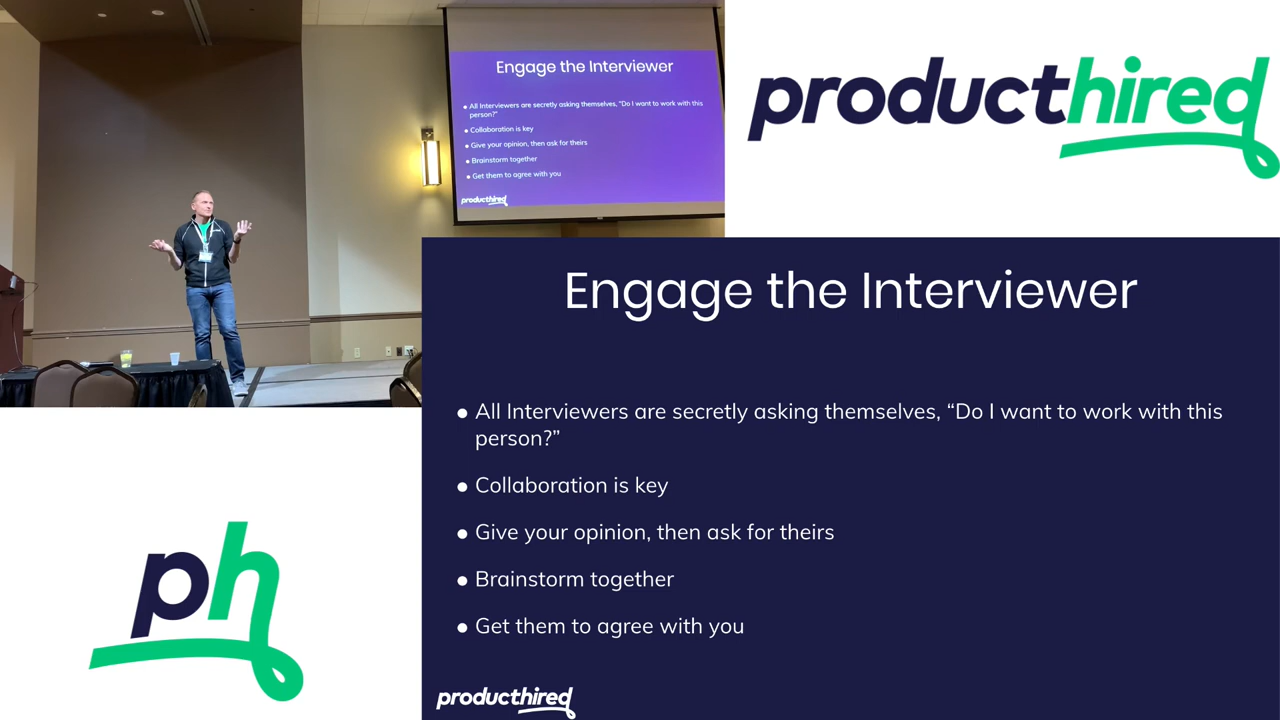 Engage the Interviewer
● All Interviewers are secretly asking themselves, “Do I want to work with this
person?”
● Collaboration is key
● Give your opinion, then ask for theirs
● Brainstorm together
● Get them to agree with you
producthired
producthired
Engage the Interviewer
● All Interviewers are secretly asking themselves, “Do I want to work with this
person?”
● Collaboration is key
● Give your opinion, then ask for theirs
● Brainstorm together
● Get them to agree with you
producthired
ph